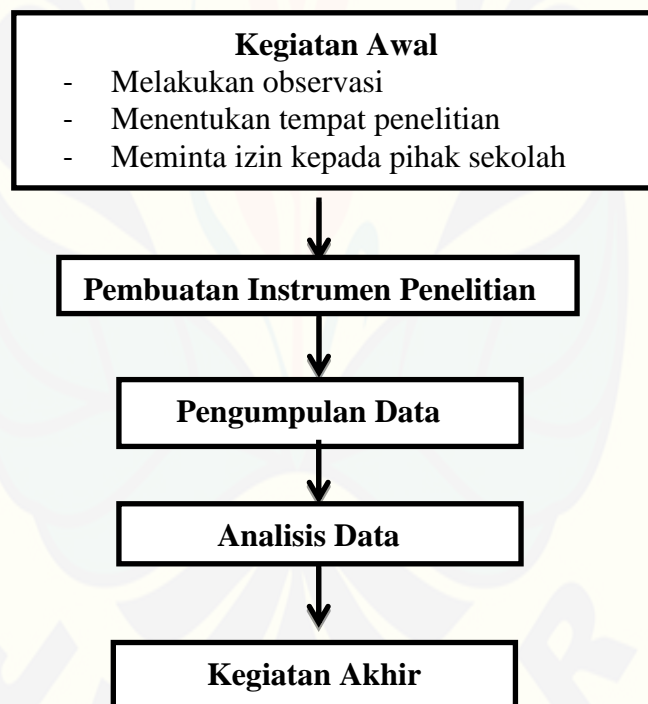 Kegiatan Awal
- Melakukan observasi
- Menentukan tempat penelitian
- Meminta izin kepada pihak sekolah
Pembuatan Instrumen Penelitian
Pengumpulan Data
Analisis Data
Kegiatan Akhir